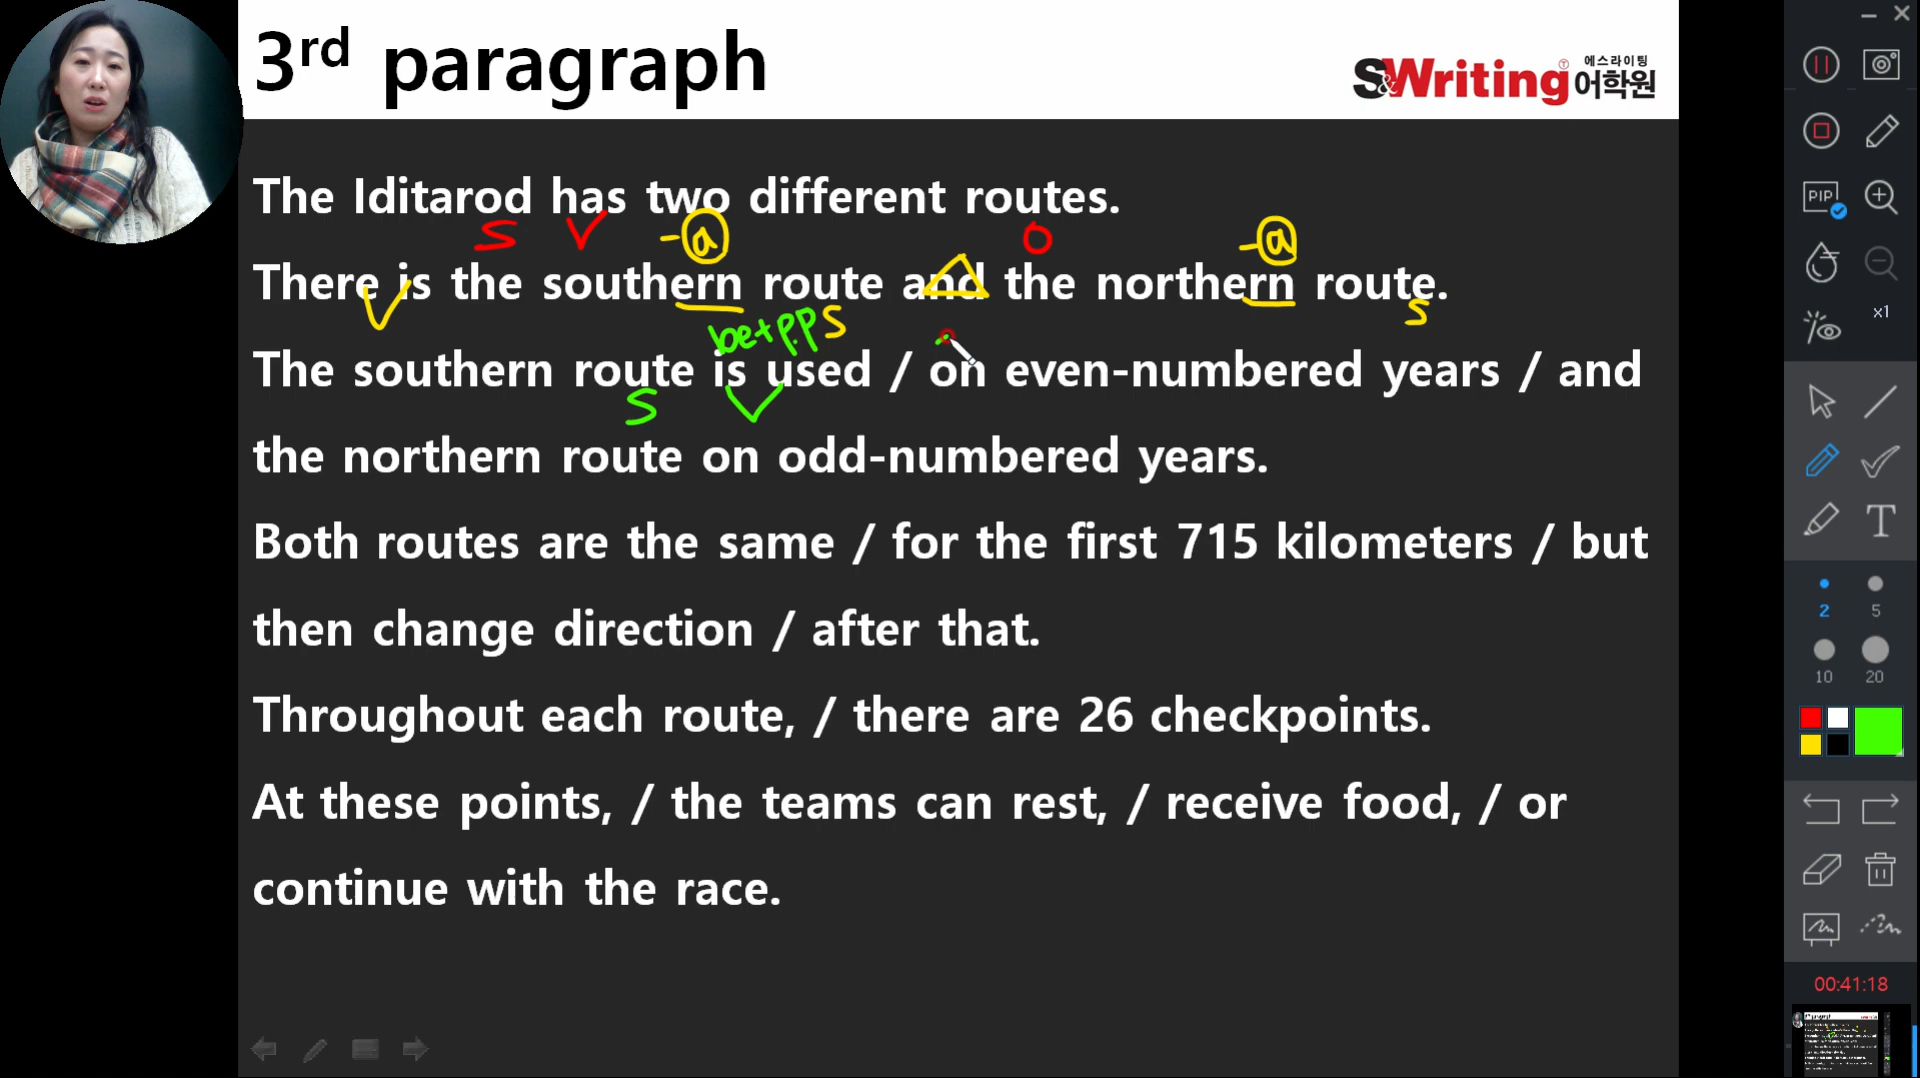 3rd paragraph
S&Writing 에스라이팅 어학원
The Iditarod has two different routes.
S V -a O -a
There is the southern route and the northern route.
V S S
be+p.p
The southern route is used / on even-numbered years / and
S V
the northern route on odd-numbered years.
Both routes are the same / for the first 715 kilometers / but
then change direction / after that.
Throughout each route, / there are 26 checkpoints.
At these points, / the teams can rest, / receive food, / or
continue with the race.
PIP
x1
T
2 5
10 20
00:41:18